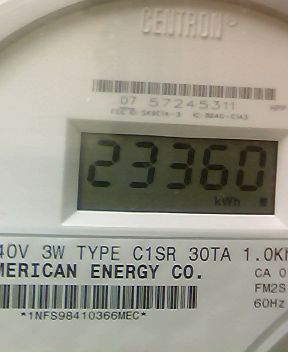 CENTRON
07 57245311
23360
kWh
40V 3W TYPE C1SR 30TA 1.0Kh
MERICAN ENERGY CO. CA 0
FM2S
60Hz
*1NFS98410366MEC*